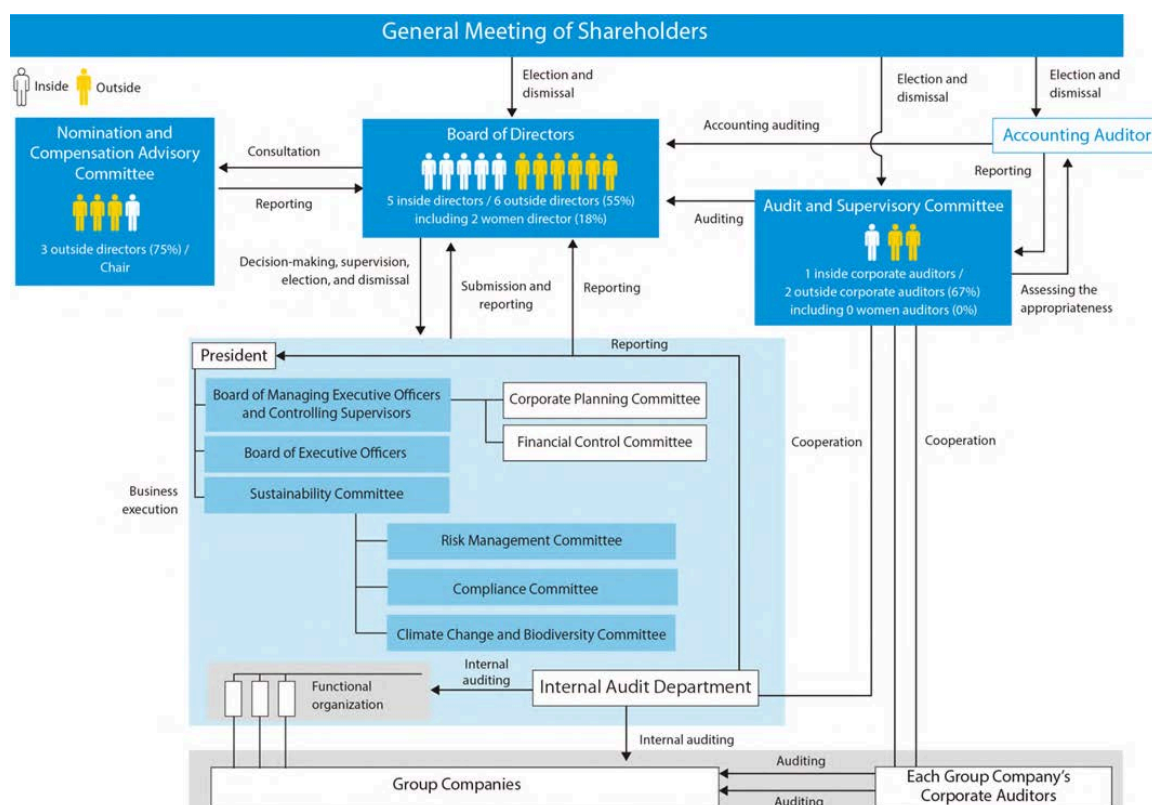 General Meeting of Shareholders
Inside
Outside
Election and
dismissal
Election and
dismissal
Election and
dismissal
Nomination and
Compensation Advisory
Committee
3 outside directors (75%) /
Chair
Consultation
Reporting
Board of Directors
5 inside directors / 6 outside directors (55%)
including 2 women director (18%)
Accounting auditing
Auditing
Accounting Auditor
Reporting
Audit and Supervisory Committee
1 inside corporate auditors /
2 outside corporate auditors (67%)
including 0 women auditors (0%)
Assessing the
appropriateness
Decision-making, supervision,
election, and dismissal
Submission and
reporting
Reporting
Reporting
President
Board of Managing Executive Officers
and Controlling Supervisors
Corporate Planning Committee
Financial Control Committee
Board of Executive Officers
Sustainability Committee
Business
execution
Risk Management Committee
Compliance Committee
Climate Change and Biodiversity Committee
Cooperation
Cooperation
Functional
organization
Internal
auditing
Internal Audit Department
Internal auditing
Group Companies
Auditing
Auditing
Each Group Company's
Corporate Auditors